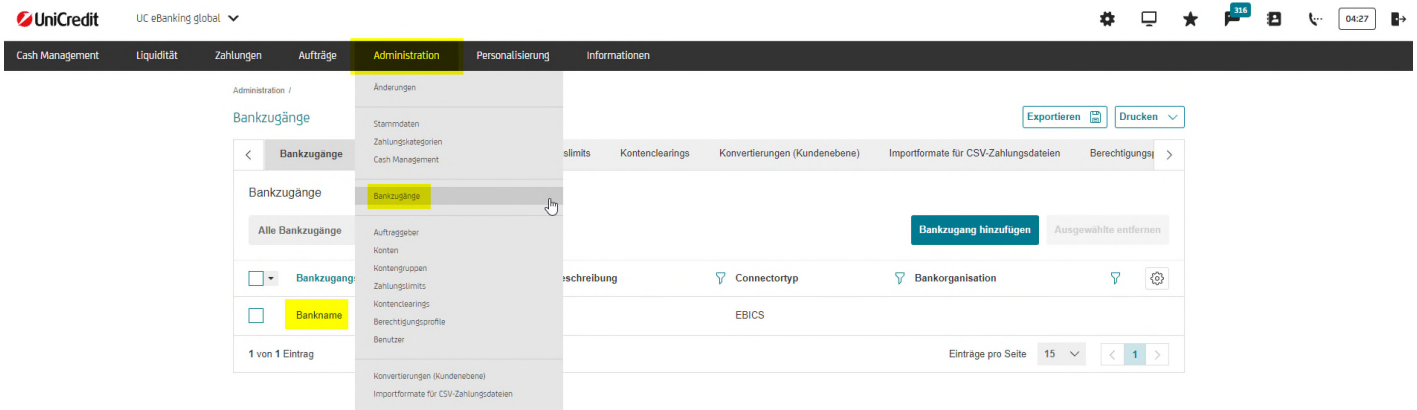 UniCredit
UC eBanking global
316
04:27
Cash Management Liquidität Zahlungen Aufträge Administration Personalisierung Informationen
Administration /
Bankzugänge
Exportieren Drucken
Änderungen
Stammdaten
Zahlungskategorien
Cash Management
Bankzugänge
Auftraggeber
Konten
Kontengruppen
Zahlungslimits
Kontenclearings
Berechtigungsprofile
Benutzer
Konvertierungen (Kundenebene)
Importformate für CSV-Zahlungsdateien
Bankzugänge slimits Kontenclearings Konvertierungen (Kundenebene) Importformate für CSV-Zahlungsdateien Berechtigungsp
Bankzugänge
Alle Bankzugänge Bankzugang hinzufügen Ausgewählte entfernen
Bankzugangs eschreibung Connectortyp Bankorganisation
Bankname EBICS
1 von 1 Eintrag Einträge pro Seite 15 1